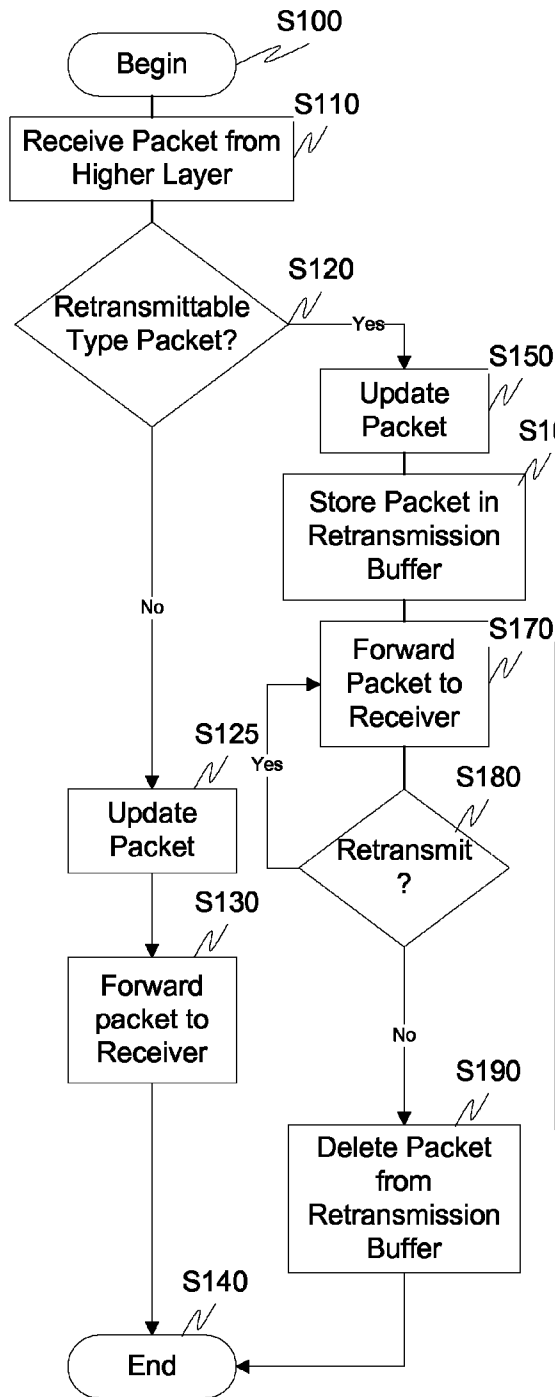 S100
Begin
S110
Receive Packet from
Higher Layer
S120
Retransmittable
Type Packet?
Yes
S150
Update
Packet
Store Packet in
Retransmission
Buffer
No
S170
Forward
Packet to
Receiver
S125
Yes
Update
Packet
S180
Retransmit
?
S130
Forward
packet to
Receiver
No
S190
Delete Packet
from
Retransmission
Buffer
S140
End